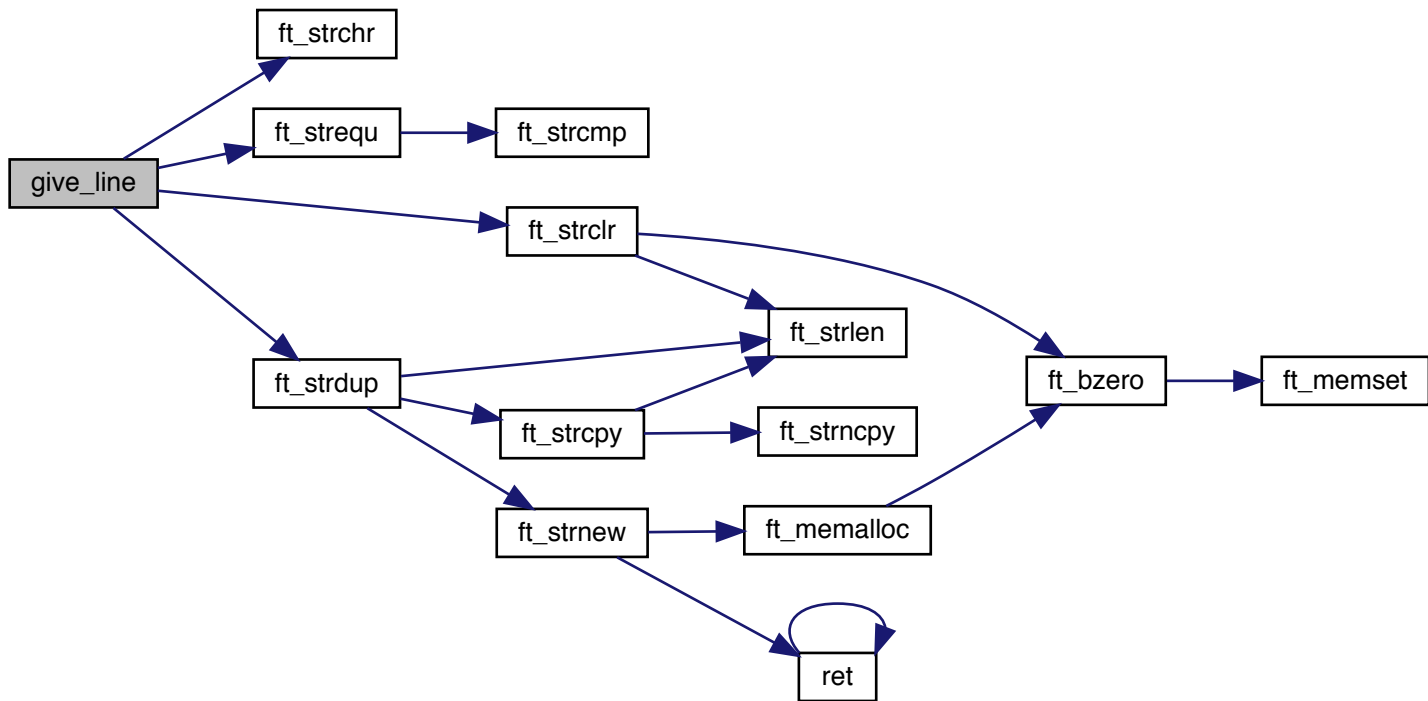 ft_strchr
ft_strequ
ft_strcmp
give_line
ft_strclr
ft_strlen
ft_strdup
ft_bzero
ft_memset
ft_strcpy
ft_strncpy
ft_strnew
ft_memalloc
ret